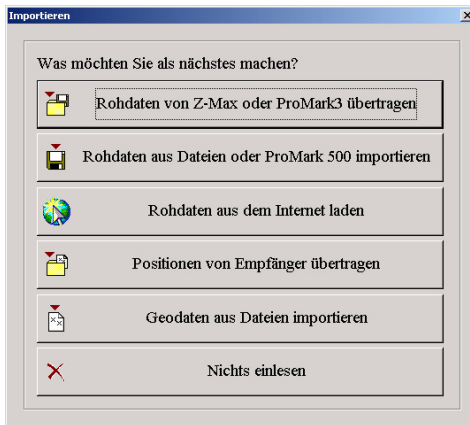 Importieren
Was möchten Sie als nächstes machen?
Rohdaten von Z-Max oder ProMark3 übertragen
Rohdaten aus Dateien oder ProMark 500 importieren
Rohdaten aus dem Internet laden
Positionen von Empfänger übertragen
Geodaten aus Dateien importieren
Nichts einlesen